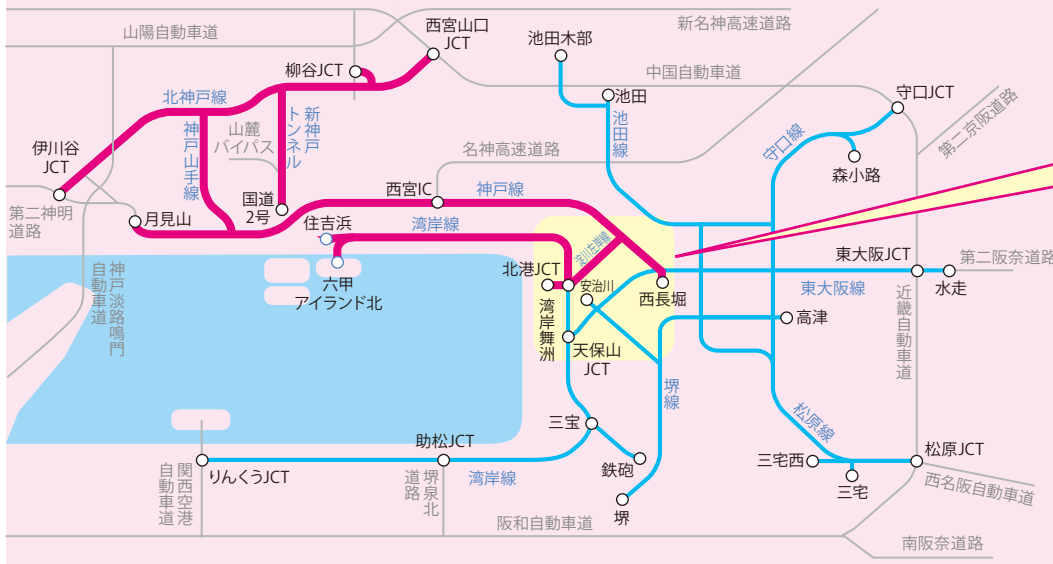 山陽自動車道
西宮山口
JCT
新名神高速道路
池田木部
柳谷JCT
中国自動車道
守口JCT
池田
北神戸線
新神戸
トンネル
池田線
守口線
第二京阪道路
山麓
バイパス
神戸山手線
伊川谷
JCT
名神高速道路
森小路
西宮IC
神戸線
国道
2号
第二神明
道路
月見山
住吉浜
湾岸線
淀川左岸線
東大阪JCT
第二阪奈道路
北港JCT
安治川
西長堀
東大阪線
水走
神戸淡路鳴門
自動車道
六甲
アイランド北
湾岸舞洲
高津
近畿自動車道
天保山
JCT
堺線
松原線
三宝
助松JCT
松原JCT
三宅西
鉄砲
りんくうJCT
湾岸線
三宅
関西空港
自動車道
堺泉北
道路
西名阪自動車道
堺
阪和自動車道
南阪奈道路